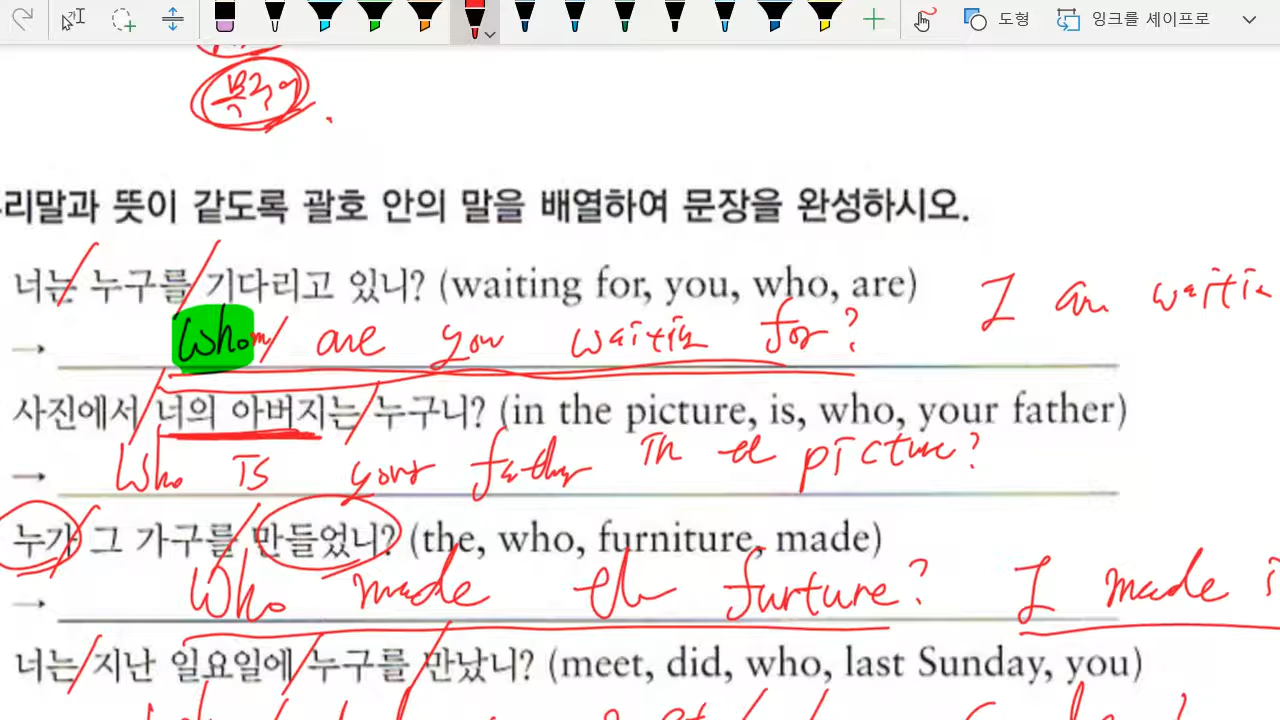 도형 잉크를 셰이프로
리말과 뜻이 같도록 괄호 안의 말을 배열하여 문장을 완성하시오.
너는 누구를 기다리고 있니? (waiting for, you, who, are) I am waitin
→ Whom are you waitin for?
사진에서 너의 아버지는 누구니? (in the picture, is, who, your father)
→ Who is your father in the picture?
누가 그 가구를 만들었니? (the, who, furniture, made)
→ Who made the furture? I made i
너는 지난 일요일에 누구를 만났니? (meet, did, who, last Sunday, you)